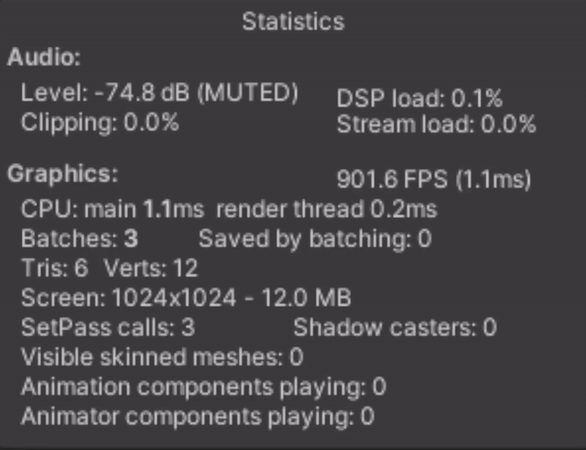 Statistics
Audio:
Level: -74.8 dB (MUTED) DSP load: 0.1%
Clipping: 0.0% Stream load: 0.0%
Graphics: 901.6 FPS (1.1ms)
CPU: main 1.1ms render thread 0.2ms
Batches: 3 Saved by batching: 0
Tris: 6 Verts: 12
Screen: 1024x1024 - 12.0 MB
SetPass calls: 3 Shadow casters: 0
Visible skinned meshes: 0
Animation components playing: 0
Animator components playing: 0